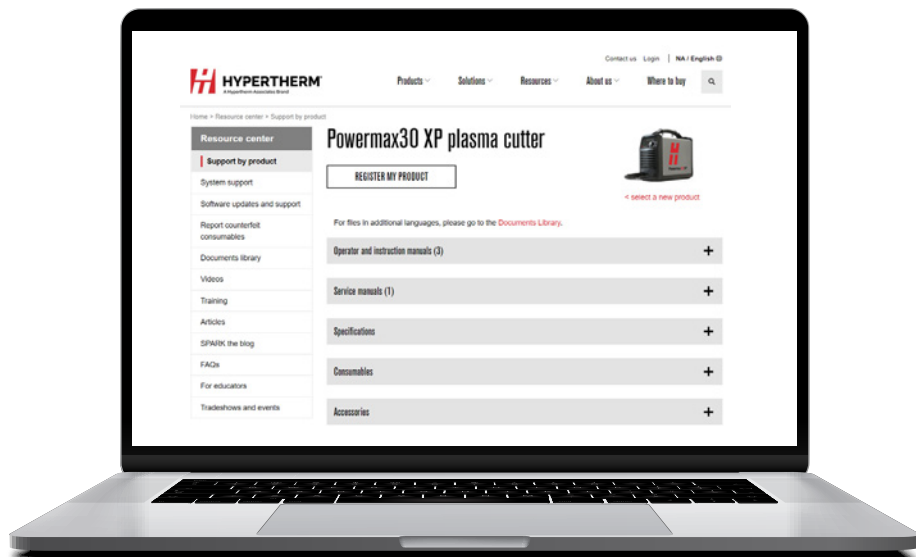 Contact us Login | NA / English
HYPERTHERM
A Hypertherm Associates Brand
Products Solutions Resources About us Where to buy
Home > Resource center > Support by product
Resource center
Support by product
System support
Software updates and support
Report counterfeit
consumables
Documents library
Videos
Training
Articles
SPARK the blog
FAQs
For educators
Tradeshows and events
Powermax30 XP plasma cutter
REGISTER MY PRODUCT
< select a new product
For files in additional languages, please go to the Documents Library.
Operator and instruction manuals (3) +
Service manuals (1) +
Specifications +
Consumables +
Accessories +